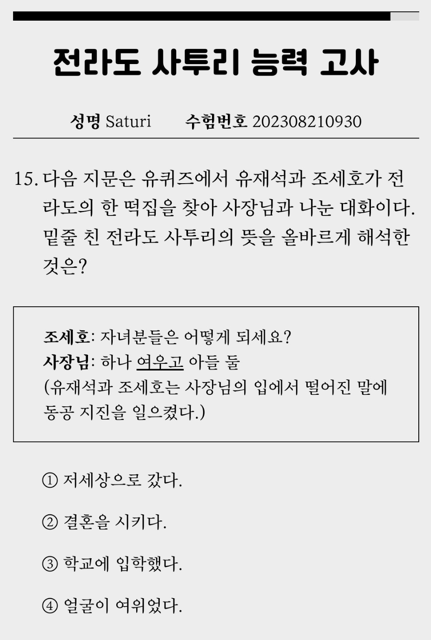 전라도 사투리 능력 고사
성명 Saturi 수험번호 202308210930
15. 다음 지문은 유퀴즈에서 유재석과 조세호가 전
라도의 한 떡집을 찾아 사장님과 나눈 대화이다.
밑줄 친 전라도 사투리의 뜻을 올바르게 해석한
것은?
조세호: 자녀분들은 어떻게 되세요?
사장님: 하나 여우고 아들 둘
(유재석과 조세호는 사장님의 입에서 떨어진 말에
동공 지진을 일으켰다.)
① 저세상으로 갔다.
② 결혼을 시키다.
③ 학교에 입학했다.
④ 얼굴이 여위었다.